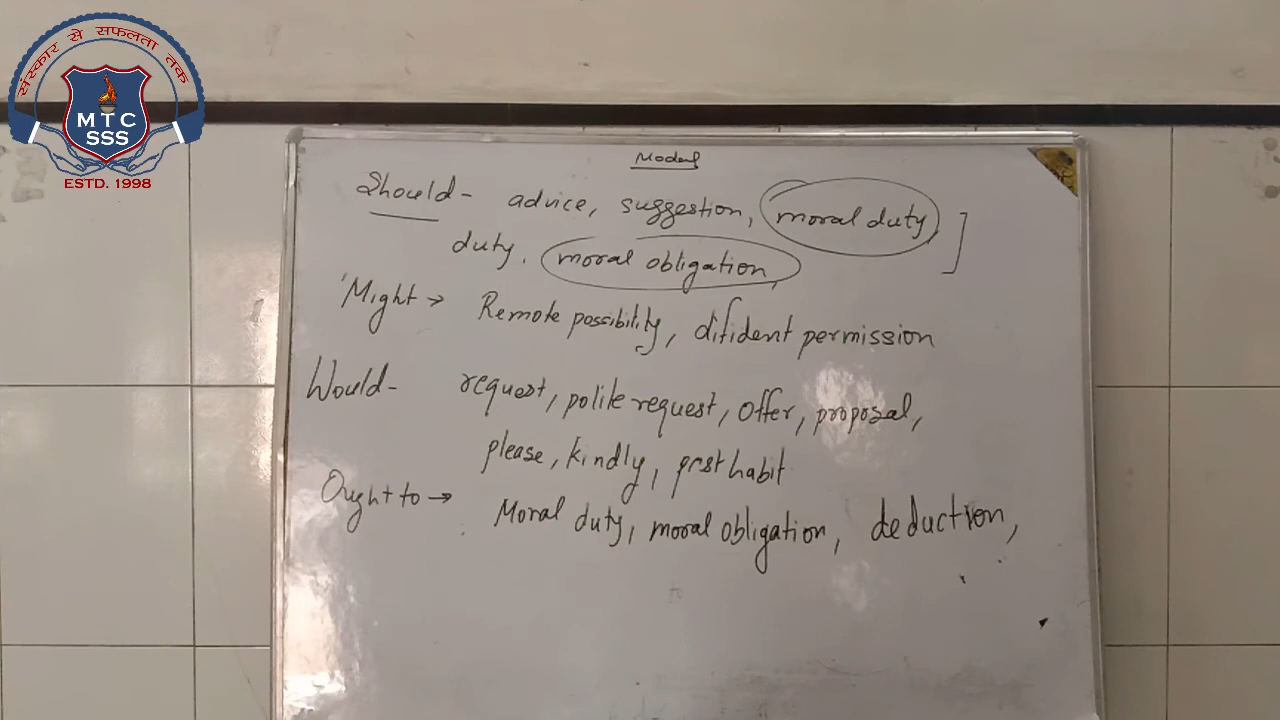 संस्कार से सफलता तक
MTC
SSS
ESTD. 1998
Modal
Should - advice, suggestion, moral duty,
duty, moral obligation,
Might → Remote possibility, difident permission
Would - request, polite request, offer, proposal,
please, kindly, past habit
Ought to → Moral duty, moral obligation, deduction,